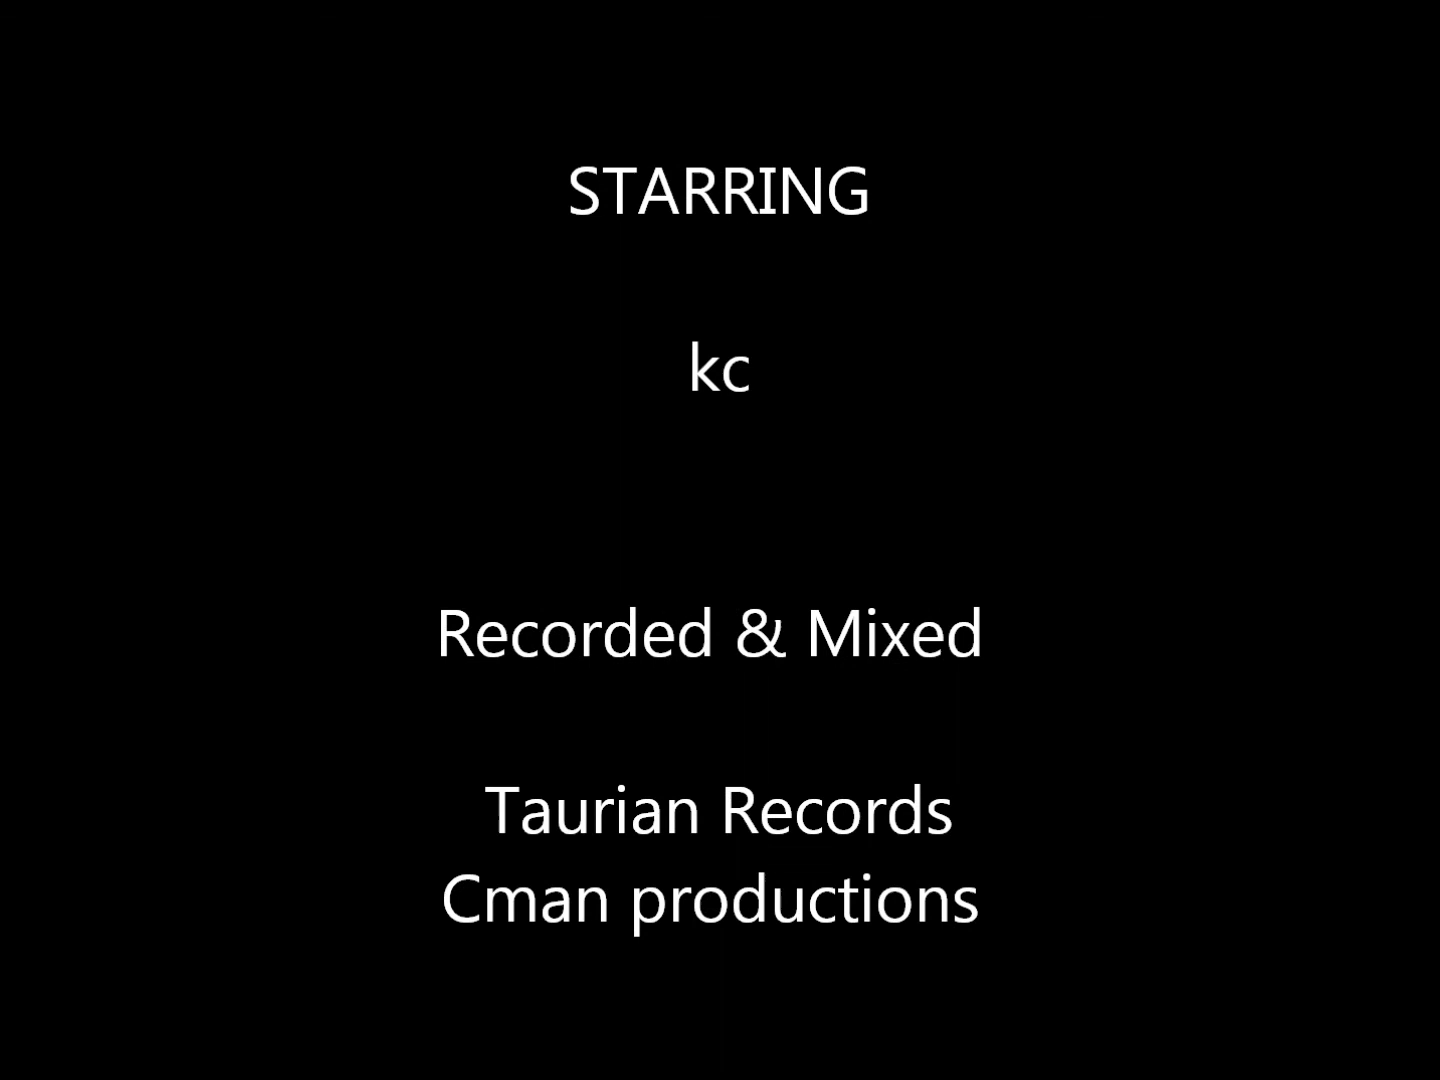 STARRING
kc
Recorded & Mixed
Taurian Records
Cman productions